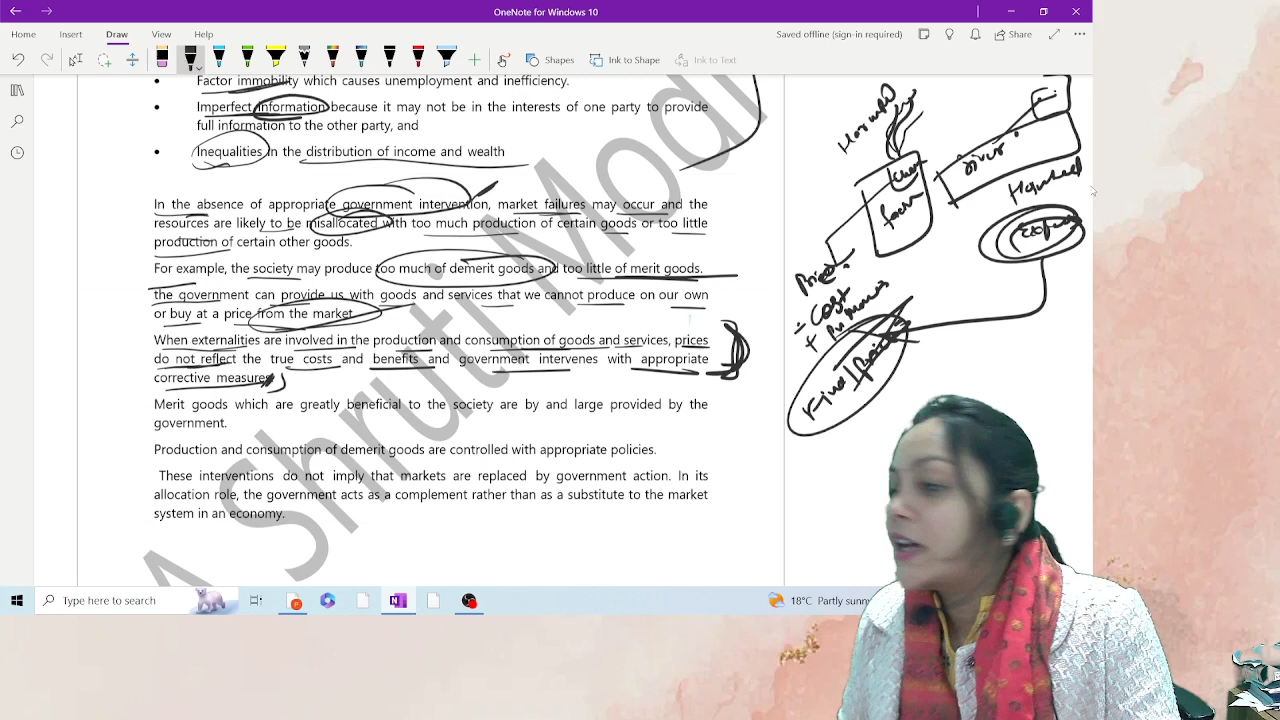 OneNote for Windows 10
Home Insert Draw View Help
Saved offline (sign-in required)
Share
Shapes Ink to Shape Ink to Text
• Factor immobility which causes unemployment and inefficiency.
• Imperfect information because it may not be in the interests of one party to provide
full information to the other party, and
• Inequalities in the distribution of income and wealth
In the absence of appropriate government intervention, market failures may occur and the
resources are likely to be misallocated with too much production of certain goods or too little
production of certain other goods.
For example, the society may produce too much of demerit goods and too little of merit goods.
the government can provide us with goods and services that we cannot produce on our own
or buy at a price from the market.
When externalities are involved in the production and consumption of goods and services, prices
do not reflect the true costs and benefits and government intervenes with appropriate
corrective measures
Merit goods which are greatly beneficial to the society are by and large provided by the
government.
Production and consumption of demerit goods are controlled with appropriate policies.
These interventions do not imply that markets are replaced by government action. In its
allocation role, the government acts as a complement rather than as a substitute to the market
system in an economy.
A Shruti Modi
Harmful
River
Price
= Cost
+
Final
Type here to search
18°C Partly sunny